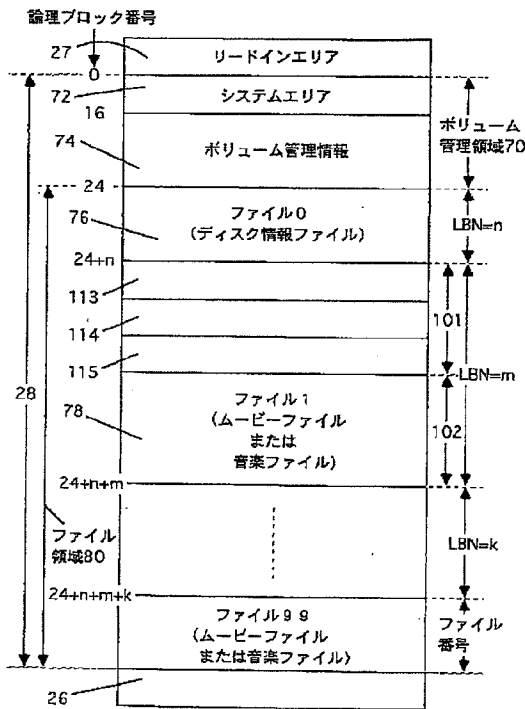 論理ブロック番号
27
リードインエリア
0
72
システムエリア
16
ボリューム
管理領域70
74
ボリューム管理情報
24
76
ファイル0
(ディスク情報ファイル)
LBN=n
24+n
113
114
101
115
LBN=m
28
78
ファイル1
(ムービーファイル
または
音楽ファイル)
102
24+n+m
ファイル
領域80
LBN=k
24+n+m+k
ファイル99
(ムービーファイル
または音楽ファイル)
ファイル
番号
26